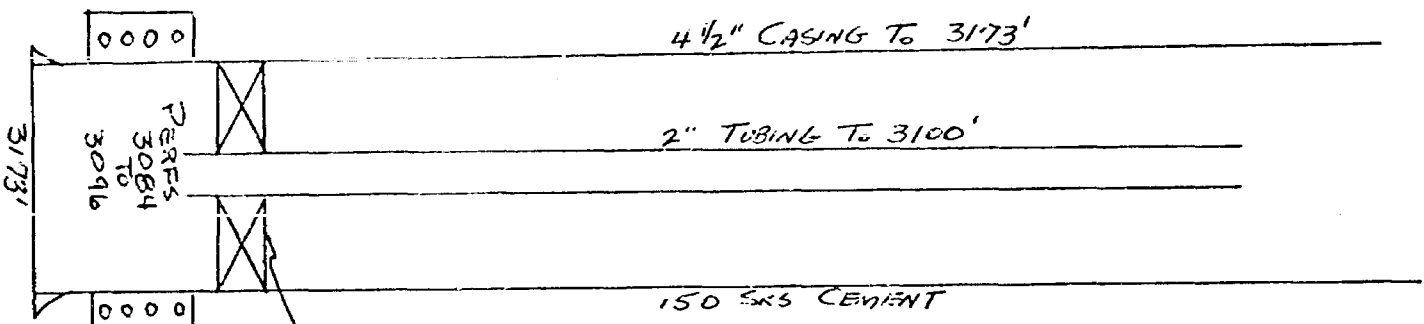 4 1/2" CASING TO 3173'
2" TUBING TO 3100'
PERFS
3084
TO
3096
3173'
150 SKS CEMENT